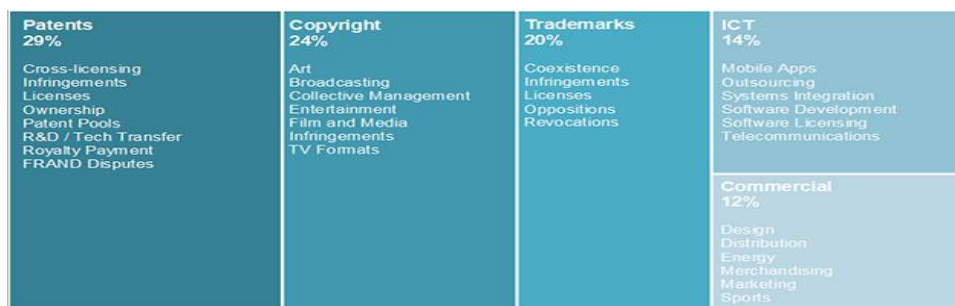 Patents
29%
Cross-licensing
Infringements
Licenses
Ownership
Patent Pools
R&D / Tech Transfer
Royalty Payment
FRAND Disputes
Copyright
24%
Art
Broadcasting
Collective Management
Entertainment
Film and Media
Infringements
TV Formats
Trademarks
20%
Coexistence
Infringements
Licenses
Oppositions
Revocations
ICT
14%
Mobile Apps
Outsourcing
Systems Integration
Software Development
Software Licensing
Telecommunications
Commercial
12%
Design
Distribution
Energy
Merchandising
Marketing
Sports